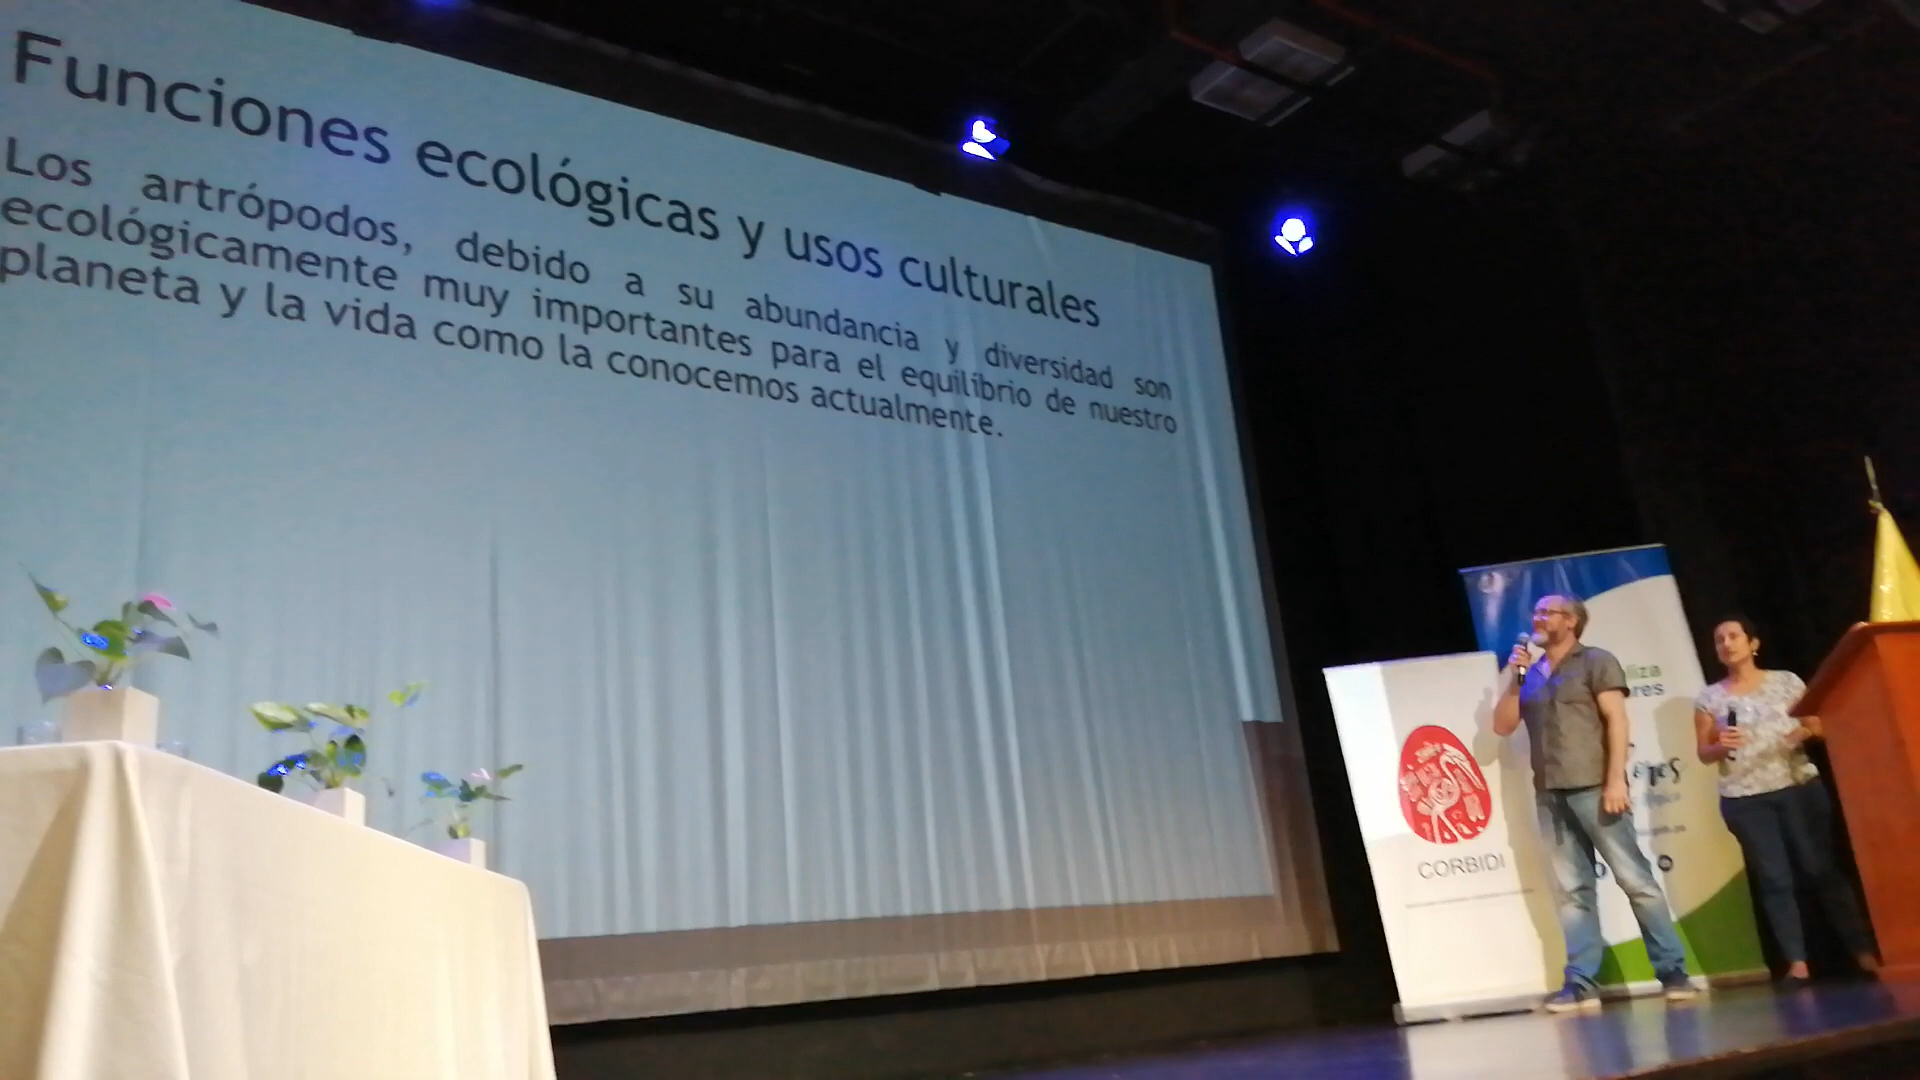 Funciones ecológicas y usos culturales
Los artrópodos, debido a su abundancia y diversidad son
ecológicamente muy importantes para el equilibrio de nuestro
planeta y la vida como la conocemos actualmente.
CORBIDI